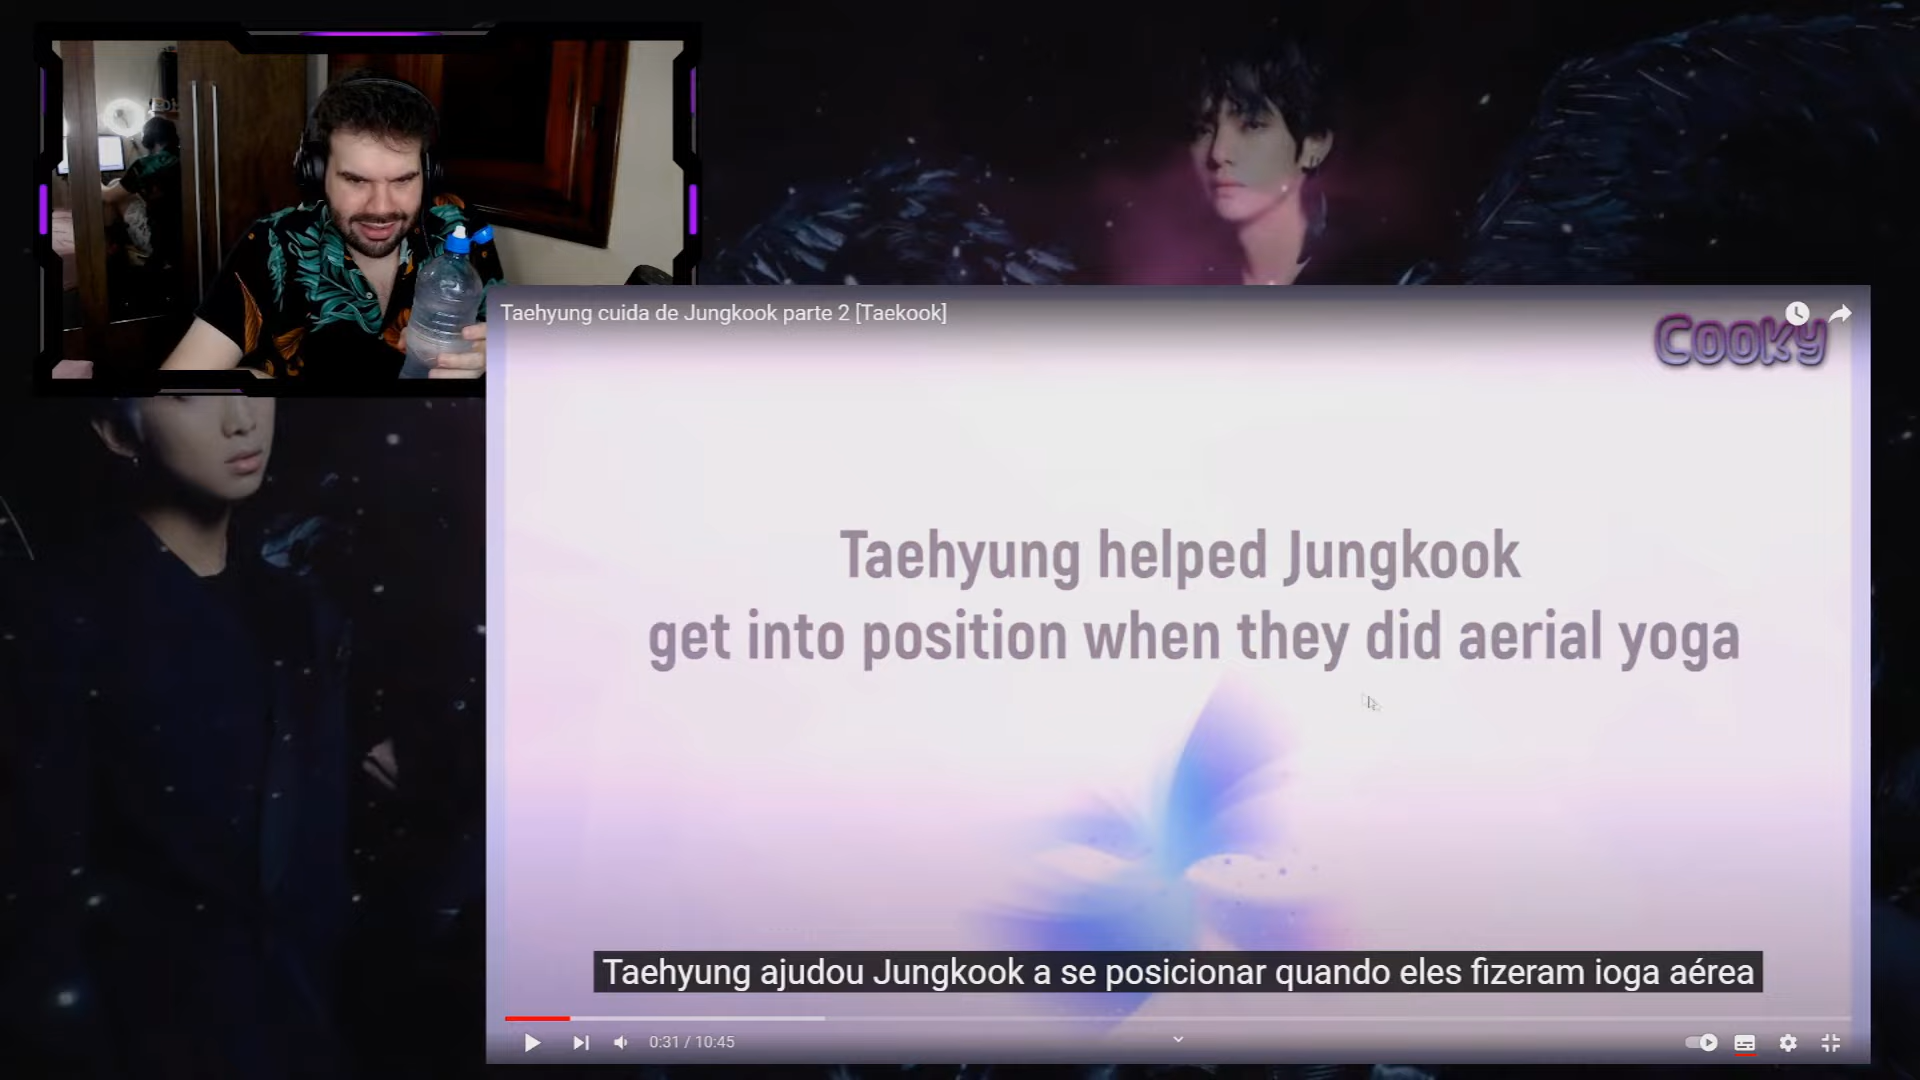 Taehyung cuida de Jungkook parte 2 [Taekook]
Cooky
Taehyung helped Jungkook
get into position when they did aerial yoga
Taehyung ajudou Jungkook a se posicionar quando eles fizeram ioga aérea
0:31 / 10:45